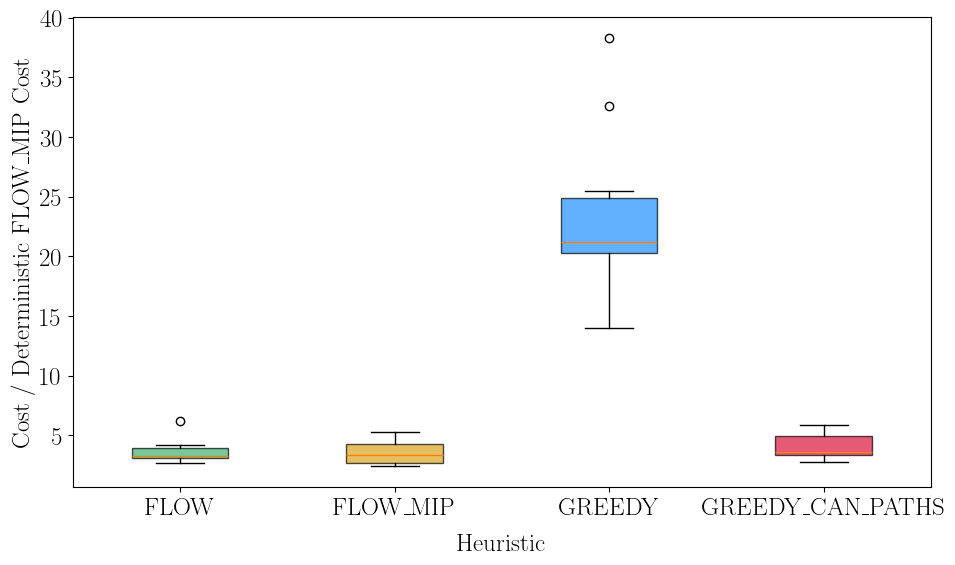 Cost / Deterministic FLOW_MIP Cost
40
35
30
25
20
15
10
5
FLOW
FLOW_MIP
GREEDY
GREEDY_CAN_PATHS
Heuristic